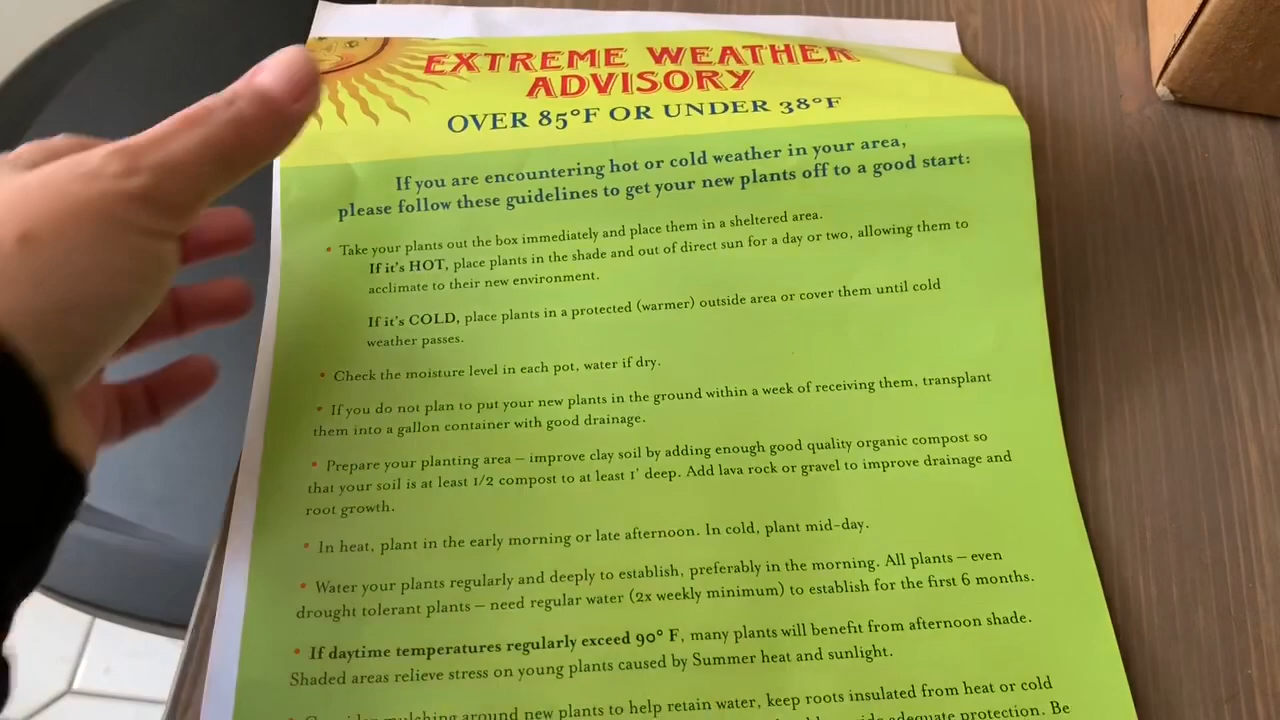 EXTREME WEATHER
ADVISORY
OVER 85°F OR UNDER 38°F
If you are encountering hot or cold weather in your area,
please follow these guidelines to get your new plants off to a good start:
• Take your plants out the box immediately and place them in a sheltered area.
If it's HOT, place plants in the shade and out of direct sun for a day or two, allowing them to
acclimate to their new environment.
If it's COLD, place plants in a protected (warmer) outside area or cover them until cold
weather passes.
• Check the moisture level in each pot, water if dry.
• If you do not plan to put your new plants in the ground within a week of receiving them, transplant
them into a gallon container with good drainage.
• Prepare your planting area – improve clay soil by adding enough good quality organic compost so
that your soil is at least 1/2 compost to at least 1' deep. Add lava rock or gravel to improve drainage and
root growth.
• In heat, plant in the early morning or late afternoon. In cold, plant mid-day.
• Water your plants regularly and deeply to establish, preferably in the morning. All plants – even
drought tolerant plants – need regular water (2x weekly minimum) to establish for the first 6 months.
• If daytime temperatures regularly exceed 90° F, many plants will benefit from afternoon shade.
Shaded areas relieve stress on young plants caused by Summer heat and sunlight.
mulching around new plants to help retain water, keep roots insulated from heat or cold
adequate protection. Be